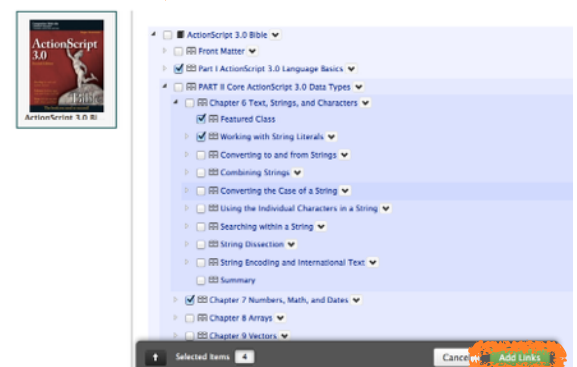 ActionScript
3.0
ActionScript 3.0 Bi
ActionScript 3.0 Bible
Front Matter
Part I ActionScript 3.0 Language Basics
PART II Core ActionScript 3.0 Data Types
Chapter 6 Text, Strings, and Characters
Featured Class
Working with String Literals
Converting to and from Strings
Combining Strings
Converting the Case of a String
Using the Individual Characters in a String
Searching within a String
String Dissection
String Encoding and International Text
Summary
Chapter 7 Numbers, Math, and Dates
Chapter 8 Arrays
Chapter 9 Vectors
Selected Items 4
Add Links